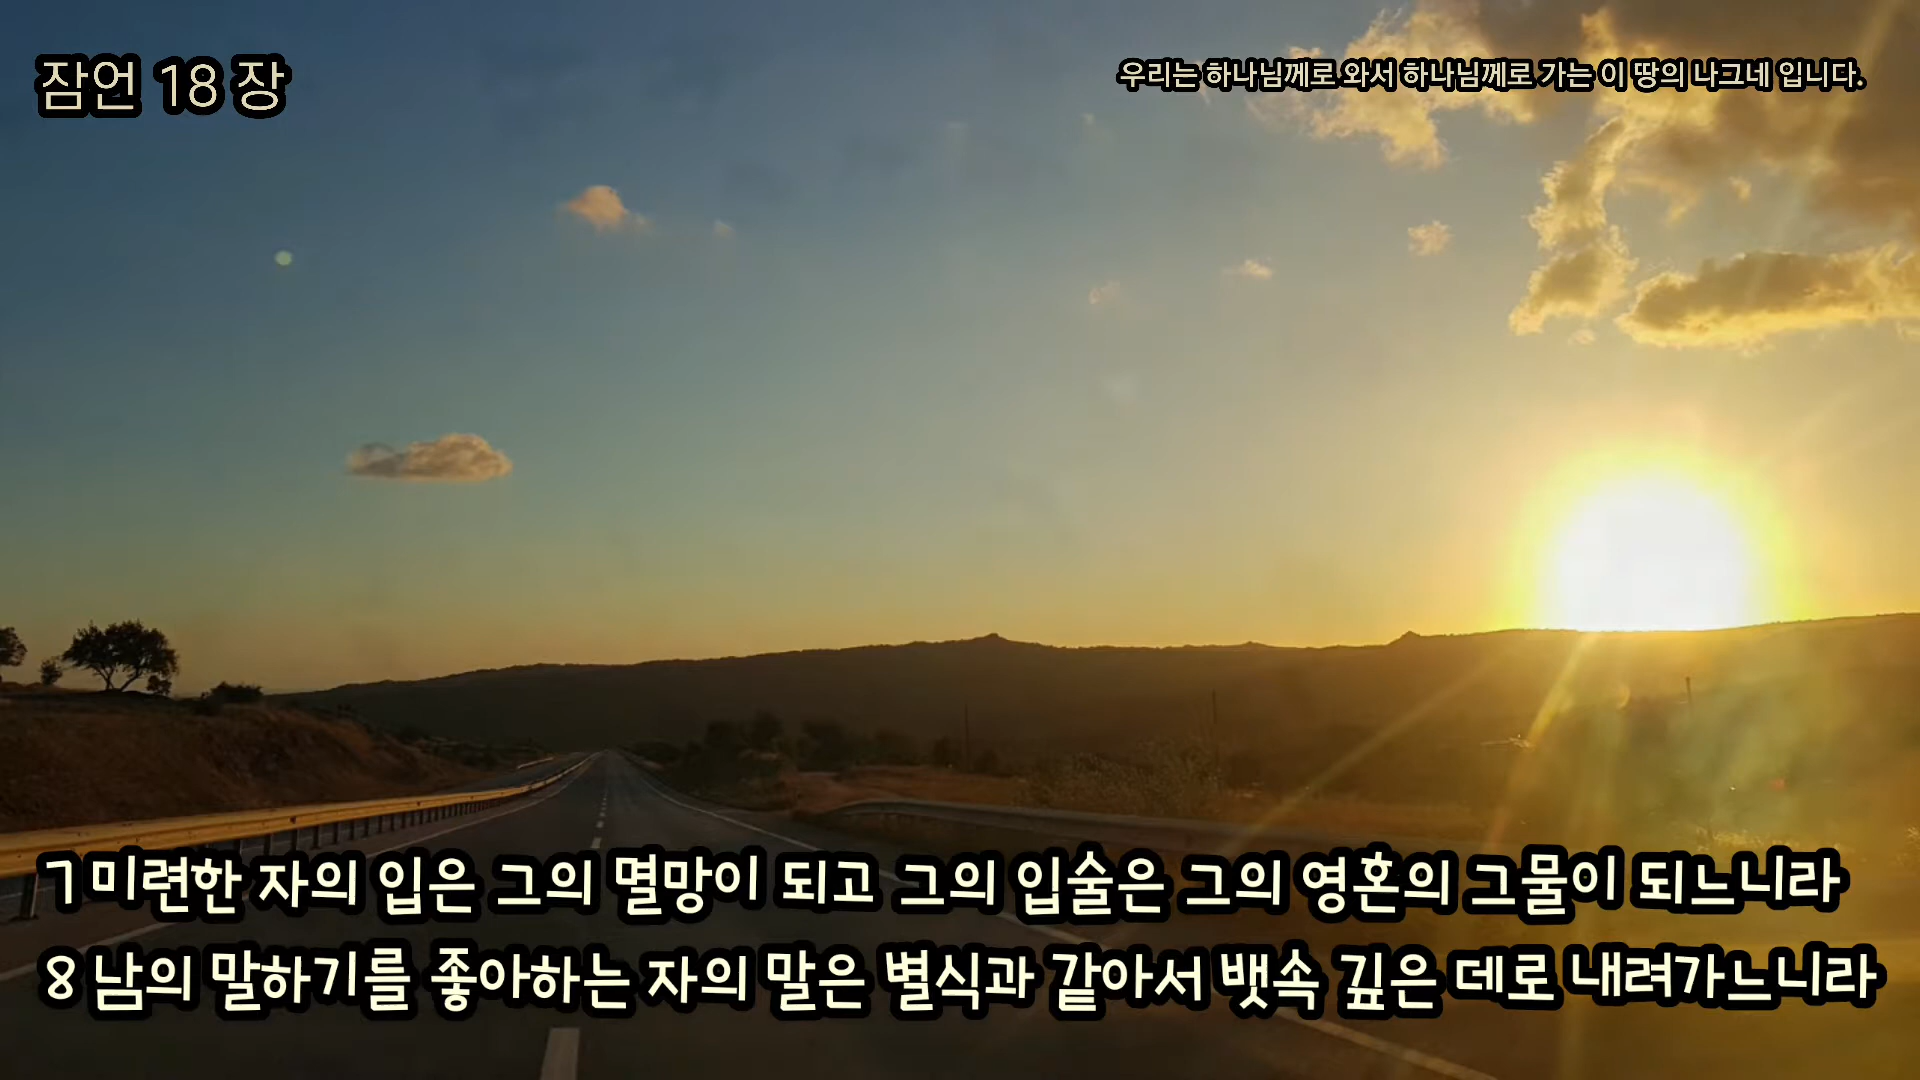 잠언 18 장
우리는 하나님께로 와서 하나님께로 가는 이 땅의 나그네 입니다.
7 미련한 자의 입은 그의 멸망이 되고 그의 입술은 그의 영혼의 그물이 되느니라
8 남의 말하기를 좋아하는 자의 말은 별식과 같아서 뱃속 깊은 데로 내려가느니라